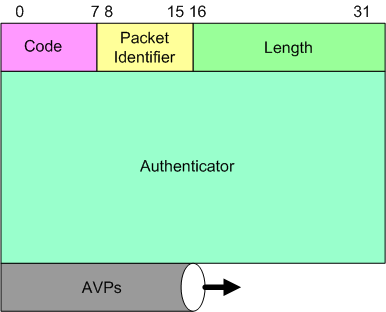 0 7 8 15 16 31
Code
Packet
Identifier
Length
Authenticator
AVPs